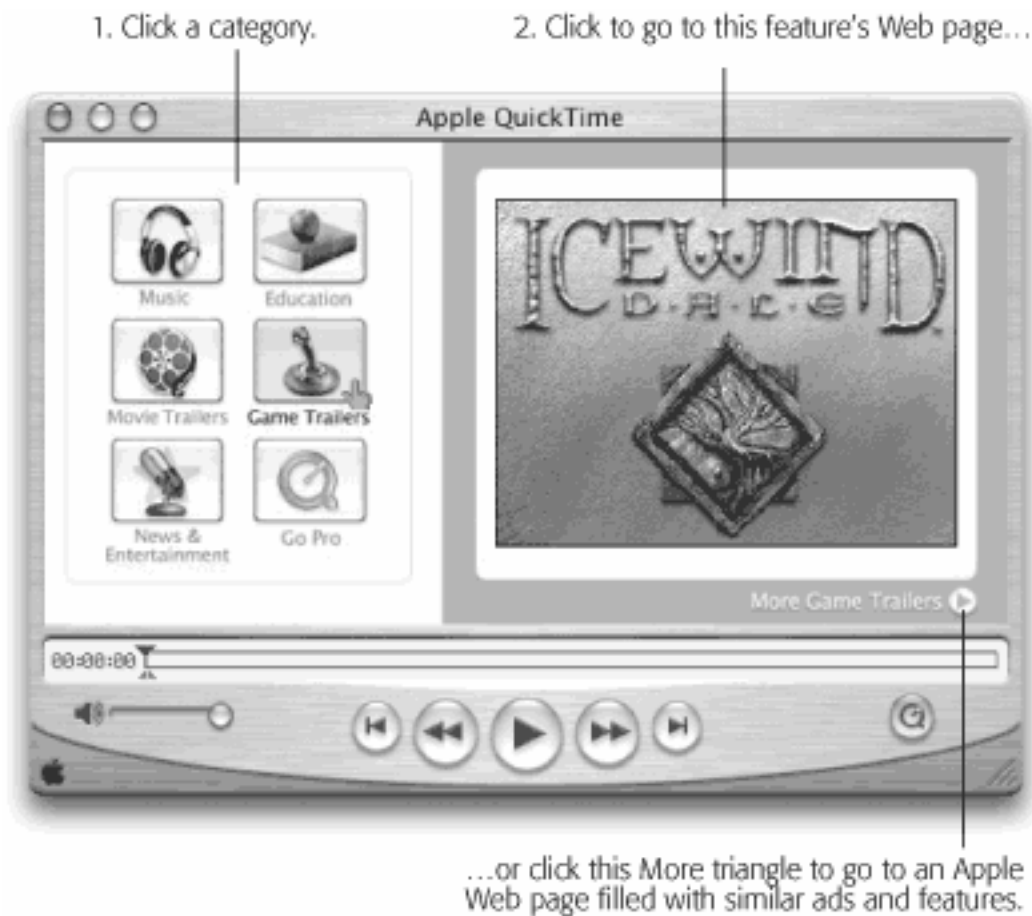 1. Click a category.
2. Click to go to this feature's Web page...
Apple QuickTime
Music
Education
Movie Trailers
Game Trailers
News &
Entertainment
Go Pro
ICEWIND
D·A·L·E
More Game Trailers
00:00:00
...or click this More triangle to go to an Apple
Web page filled with similar ads and features.